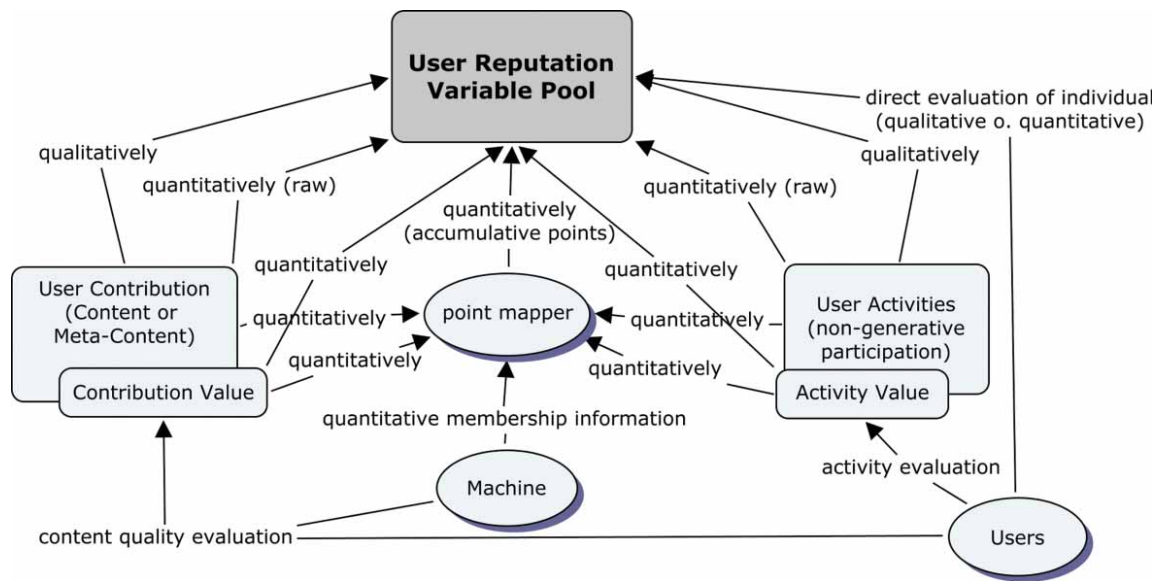 User Reputation
Variable Pool
direct evaluation of individual
(qualitative o. quantitative)
qualitatively
qualitatively
quantitatively (raw)
quantitatively (raw)
quantitatively
(accumulative points)
quantitatively
quantitatively
User Contribution
(Content or
Meta-Content)
point mapper
User Activities
(non-generative
participation)
quantitatively
quantitatively
quantitatively
quantitatively
Contribution Value
Activity Value
quantitative membership information
activity evaluation
Machine
content quality evaluation
Users